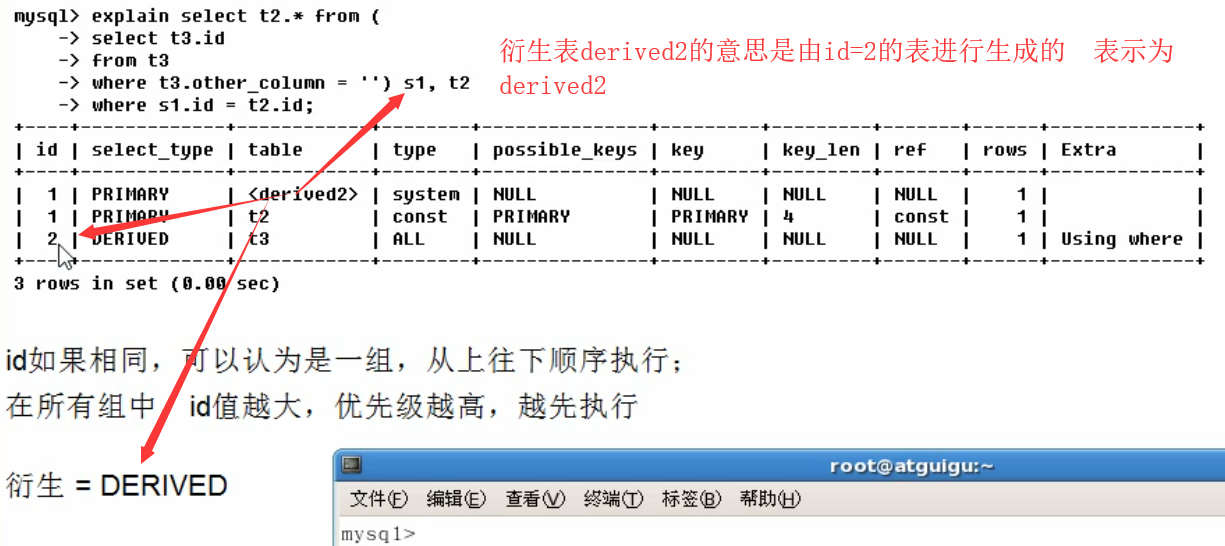 mysql> explain select t2.* from (
-> select t3.id
-> from t3
-> where t3.other_column = '') s1, t2
-> where s1.id = t2.id;
衍生表derived2的意思是由id=2的表进行生成的 表示为
derived2
| id | select_type | table | type | possible_keys | key | key_len | ref | rows | Extra |
| 1 | PRIMARY | <derived2> | system | NULL | NULL | NULL | NULL | 1 | |
| 1 | PRIMARY | t2 | const | PRIMARY | PRIMARY | 4 | const | 1 | |
| 2 | DERIVED | t3 | ALL | NULL | NULL | NULL | NULL | 1 | Using where |
3 rows in set (0.00 sec)
id如果相同，可以认为是一组，从上往下顺序执行；
在所有组中，id值越大，优先级越高，越先执行
衍生 = DERIVED
root@atguigu:~
文件(F) 编辑(E) 查看(V) 终端(T) 标签(B) 帮助(H)
mysql>